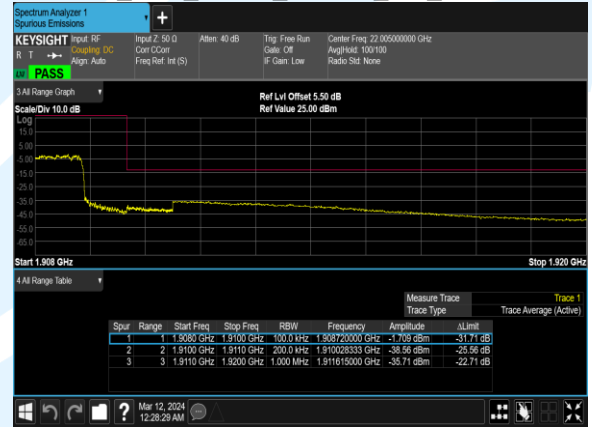 Spectrum Analyzer 1
Spurious Emissions
KEYSIGHT Input: RF Input Z: 50 Ω Atten: 40 dB Trig: Free Run Center Freq: 22.005000000 GHz
R T Coupling: DC Corr CCorr Gate: Off Avg|Hold: 100/100
Align: Auto Freq Ref: Int (S) IF Gain: Low Radio Std: None
PASS
3 All Range Graph
Ref Lvl Offset 5.50 dB
Scale/Div 10.0 dB Ref Value 25.00 dBm
Log
15.0
5.00
-5.00
-15.0
-25.0
-35.0
-45.0
-55.0
-65.0
Start 1.908 GHz Stop 1.920 GHz
4 All Range Table
Measure Trace Trace 1
Trace Type Trace Average (Active)
Spur Range Start Freq Stop Freq RBW Frequency Amplitude ΔLimit
1 1 1.9080 GHz 1.9100 GHz 100.0 kHz 1.908720000 GHz -1.709 dBm -31.71 dB
2 2 1.9100 GHz 1.9110 GHz 200.0 kHz 1.910028333 GHz -38.56 dBm -25.56 dB
3 3 1.9110 GHz 1.9200 GHz 1.000 MHz 1.911615000 GHz -35.71 dBm -22.71 dB
? Mar 12, 2024
12:28:29 AM